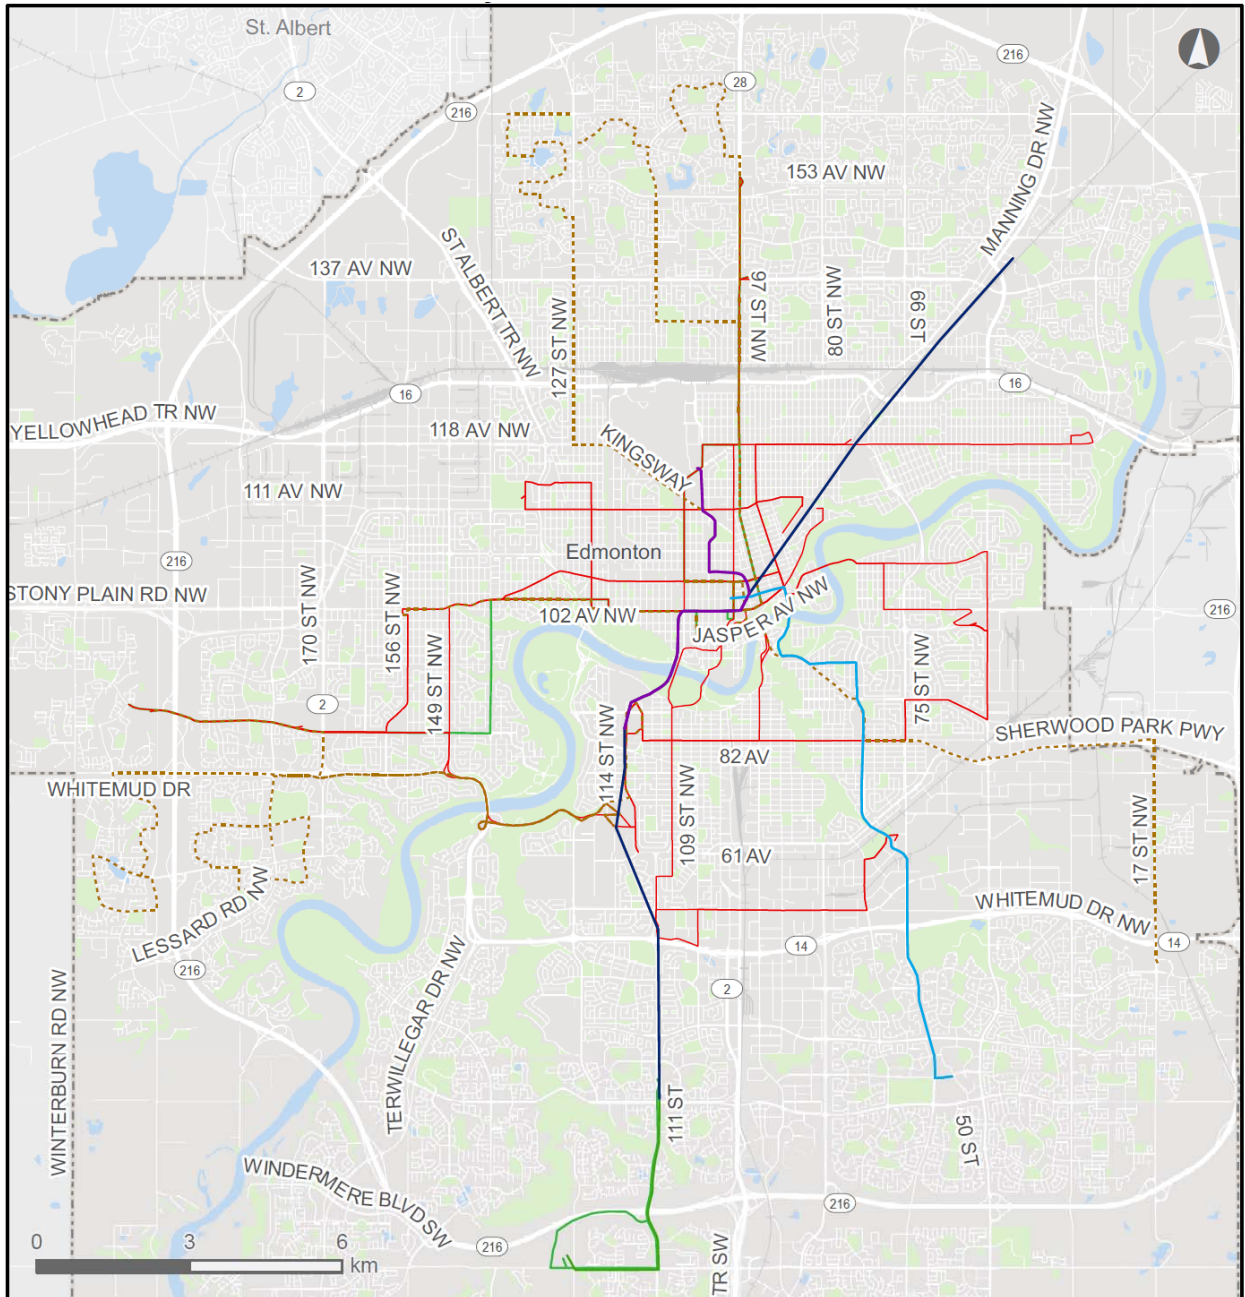 St. Albert
216
28
2
216
153 AV NW
MANNING DR NW
ST ALBERT TR NW
137 AV NW
97 ST NW
80 ST NW
66 ST
127 ST NW
16
16
YELLOWHEAD TR NW
118 AV NW
KINGSWAY
111 AV NW
Edmonton
216
STONY PLAIN RD NW
170 ST NW
156 ST NW
102 AV NW
JASPER AV NW
216
149 ST NW
75 ST NW
2
114 ST NW
SHERWOOD PARK PWY
82 AV
WHITEMUD DR
109 ST NW
61 AV
17 ST NW
LESSARD RD NW
WHITEMUD DR NW
14
14
216
2
WINTERBURN RD NW
TERWILLEGAR DR NW
111 ST
50 ST
WINDERMERE BLVD SW
216
216
TR SW
0 3 6
km